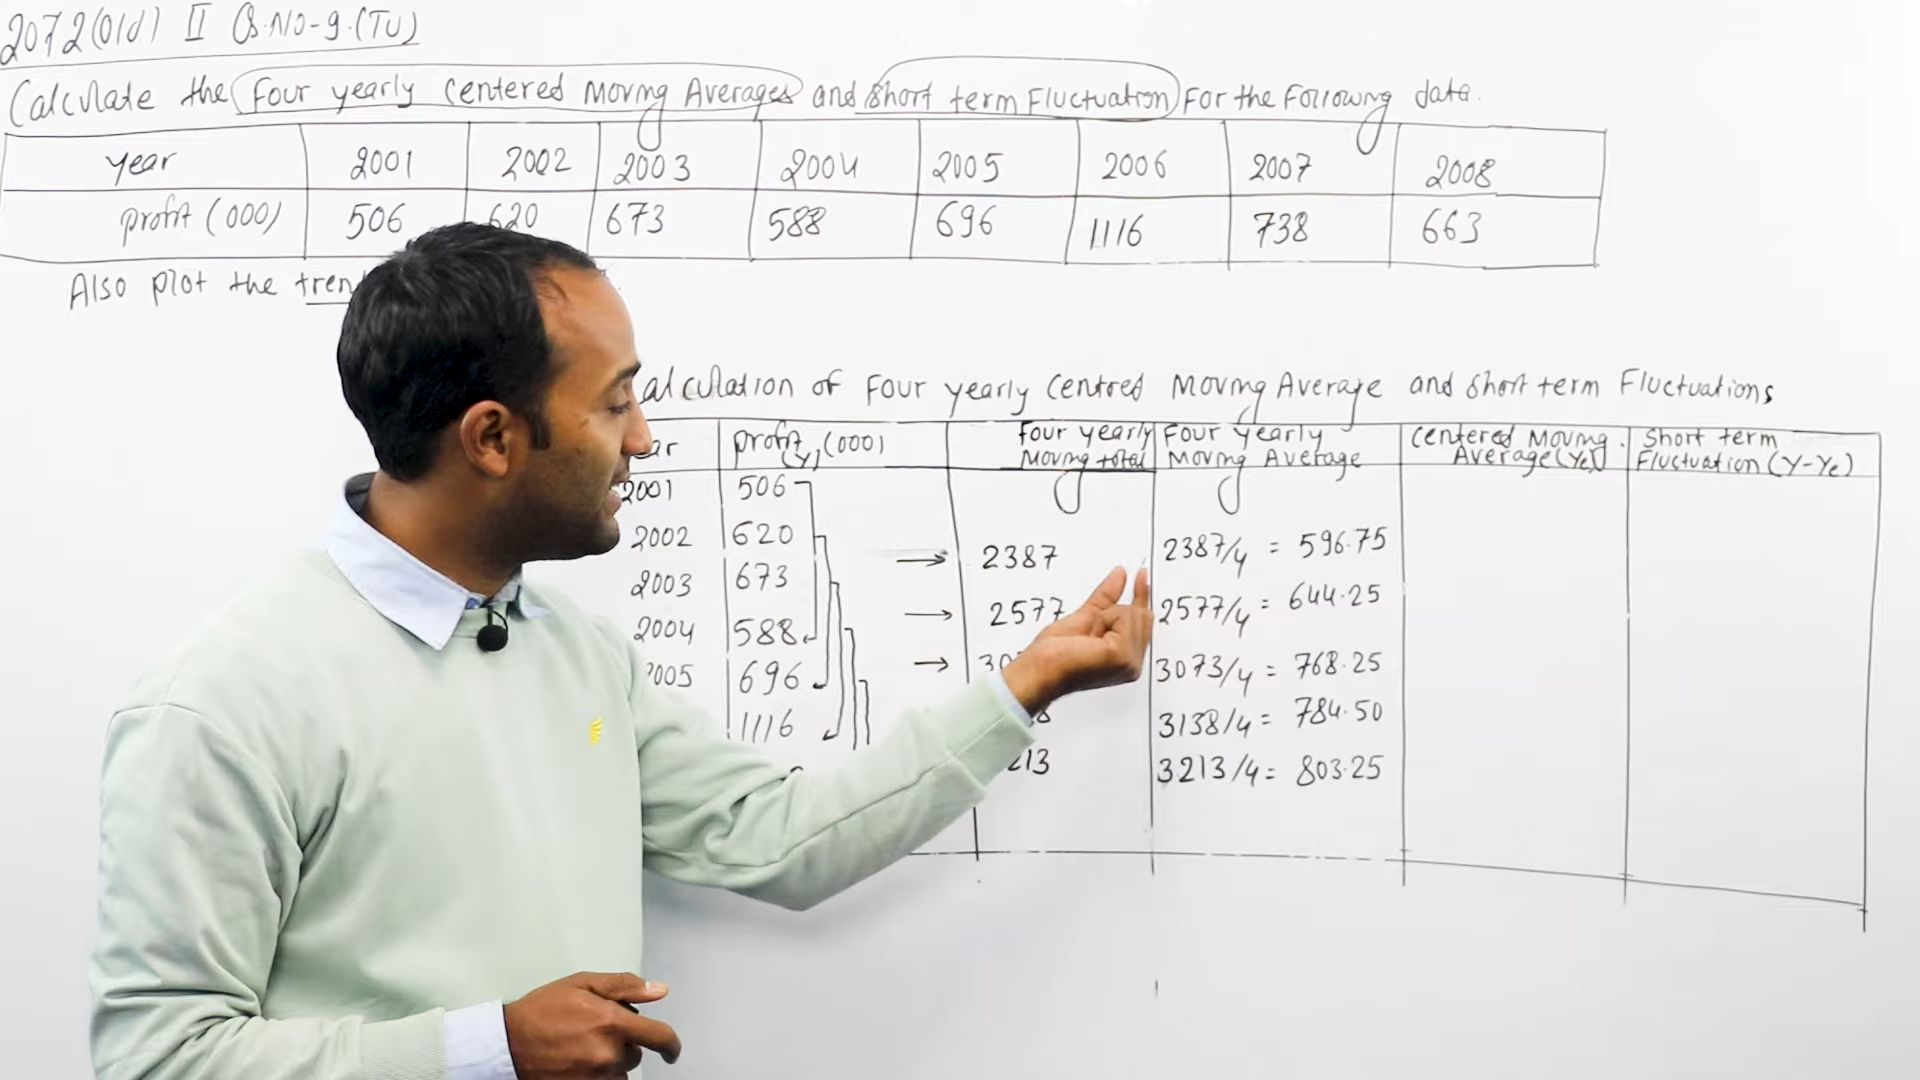 2072(Old) II Q.NO-9.(TU)
Calculate the Four yearly Centered Moving Averages and Short term Fluctuation For the Following data.
year 2001 2002 2003 2004 2005 2006 2007 2008
profit (000) 506 620 673 588 696 1116 738 663
Also plot the
alculation of Four yearly Centred Moving Average and Short term Fluctuations
ar profit (000) Four yearly Four yearly Centered Moving Short term
(Y) Moving total Moving Average Average(Ye) Fluctuation (Y-Ye)
2001 506
2002 620 2387 2387/4 = 596.75
2003 673 2577 2577/4 = 644.25
2004 588 3073/4 = 768.25
2005 696 3138/4 = 784.50
1116 213 3213/4 = 803.25